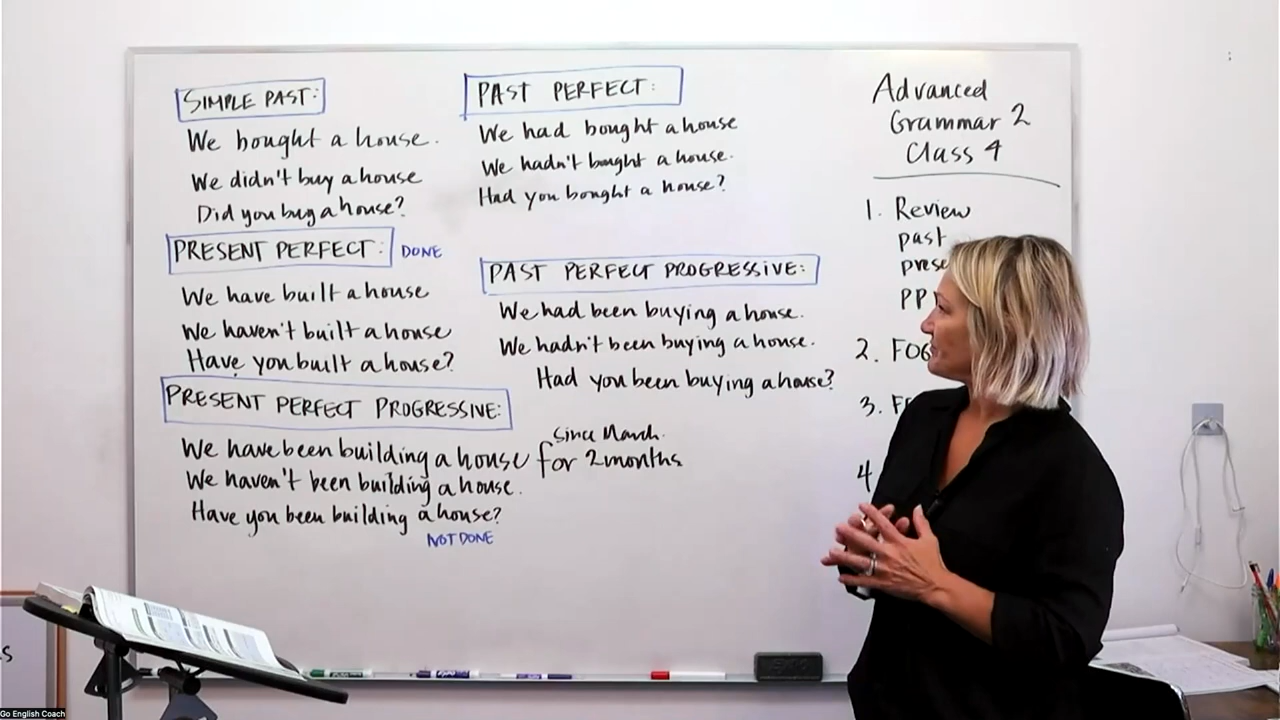 SIMPLE PAST:
We bought a house.
We didn't buy a house
Did you buy a house?
PRESENT PERFECT: DONE
We have built a house
We haven't built a house
Have you built a house?
PRESENT PERFECT PROGRESSIVE:
We have been building a house for 2 months
since March.
We haven't been building a house.
Have you been building a house?
NOT DONE
PAST PERFECT:
We had bought a house
We hadn't bought a house.
Had you bought a house?
PAST PERFECT PROGRESSIVE:
We had been buying a house.
We hadn't been buying a house.
Had you been buying a house?
Advanced
Grammar 2
Class 4
1. Review
past
2.
3.
4
Go English Coach